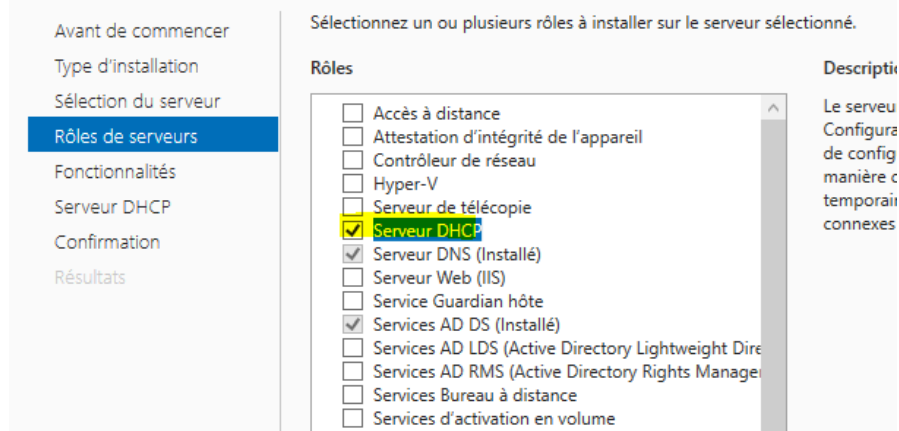 Sélectionnez un ou plusieurs rôles à installer sur le serveur sélectionné.
Avant de commencer
Type d'installation
Sélection du serveur
Rôles de serveurs
Fonctionnalités
Serveur DHCP
Confirmation
Résultats
Rôles
Accès à distance
Attestation d'intégrité de l'appareil
Contrôleur de réseau
Hyper-V
Serveur de télécopie
Serveur DHCP
Serveur DNS (Installé)
Serveur Web (IIS)
Service Guardian hôte
Services AD DS (Installé)
Services AD LDS (Active Directory Lightweight Dire
Services AD RMS (Active Directory Rights Manage
Services Bureau à distance
Services d'activation en volume
Descripti
Le serveu
Configura
de config
manière
temporai
connexes